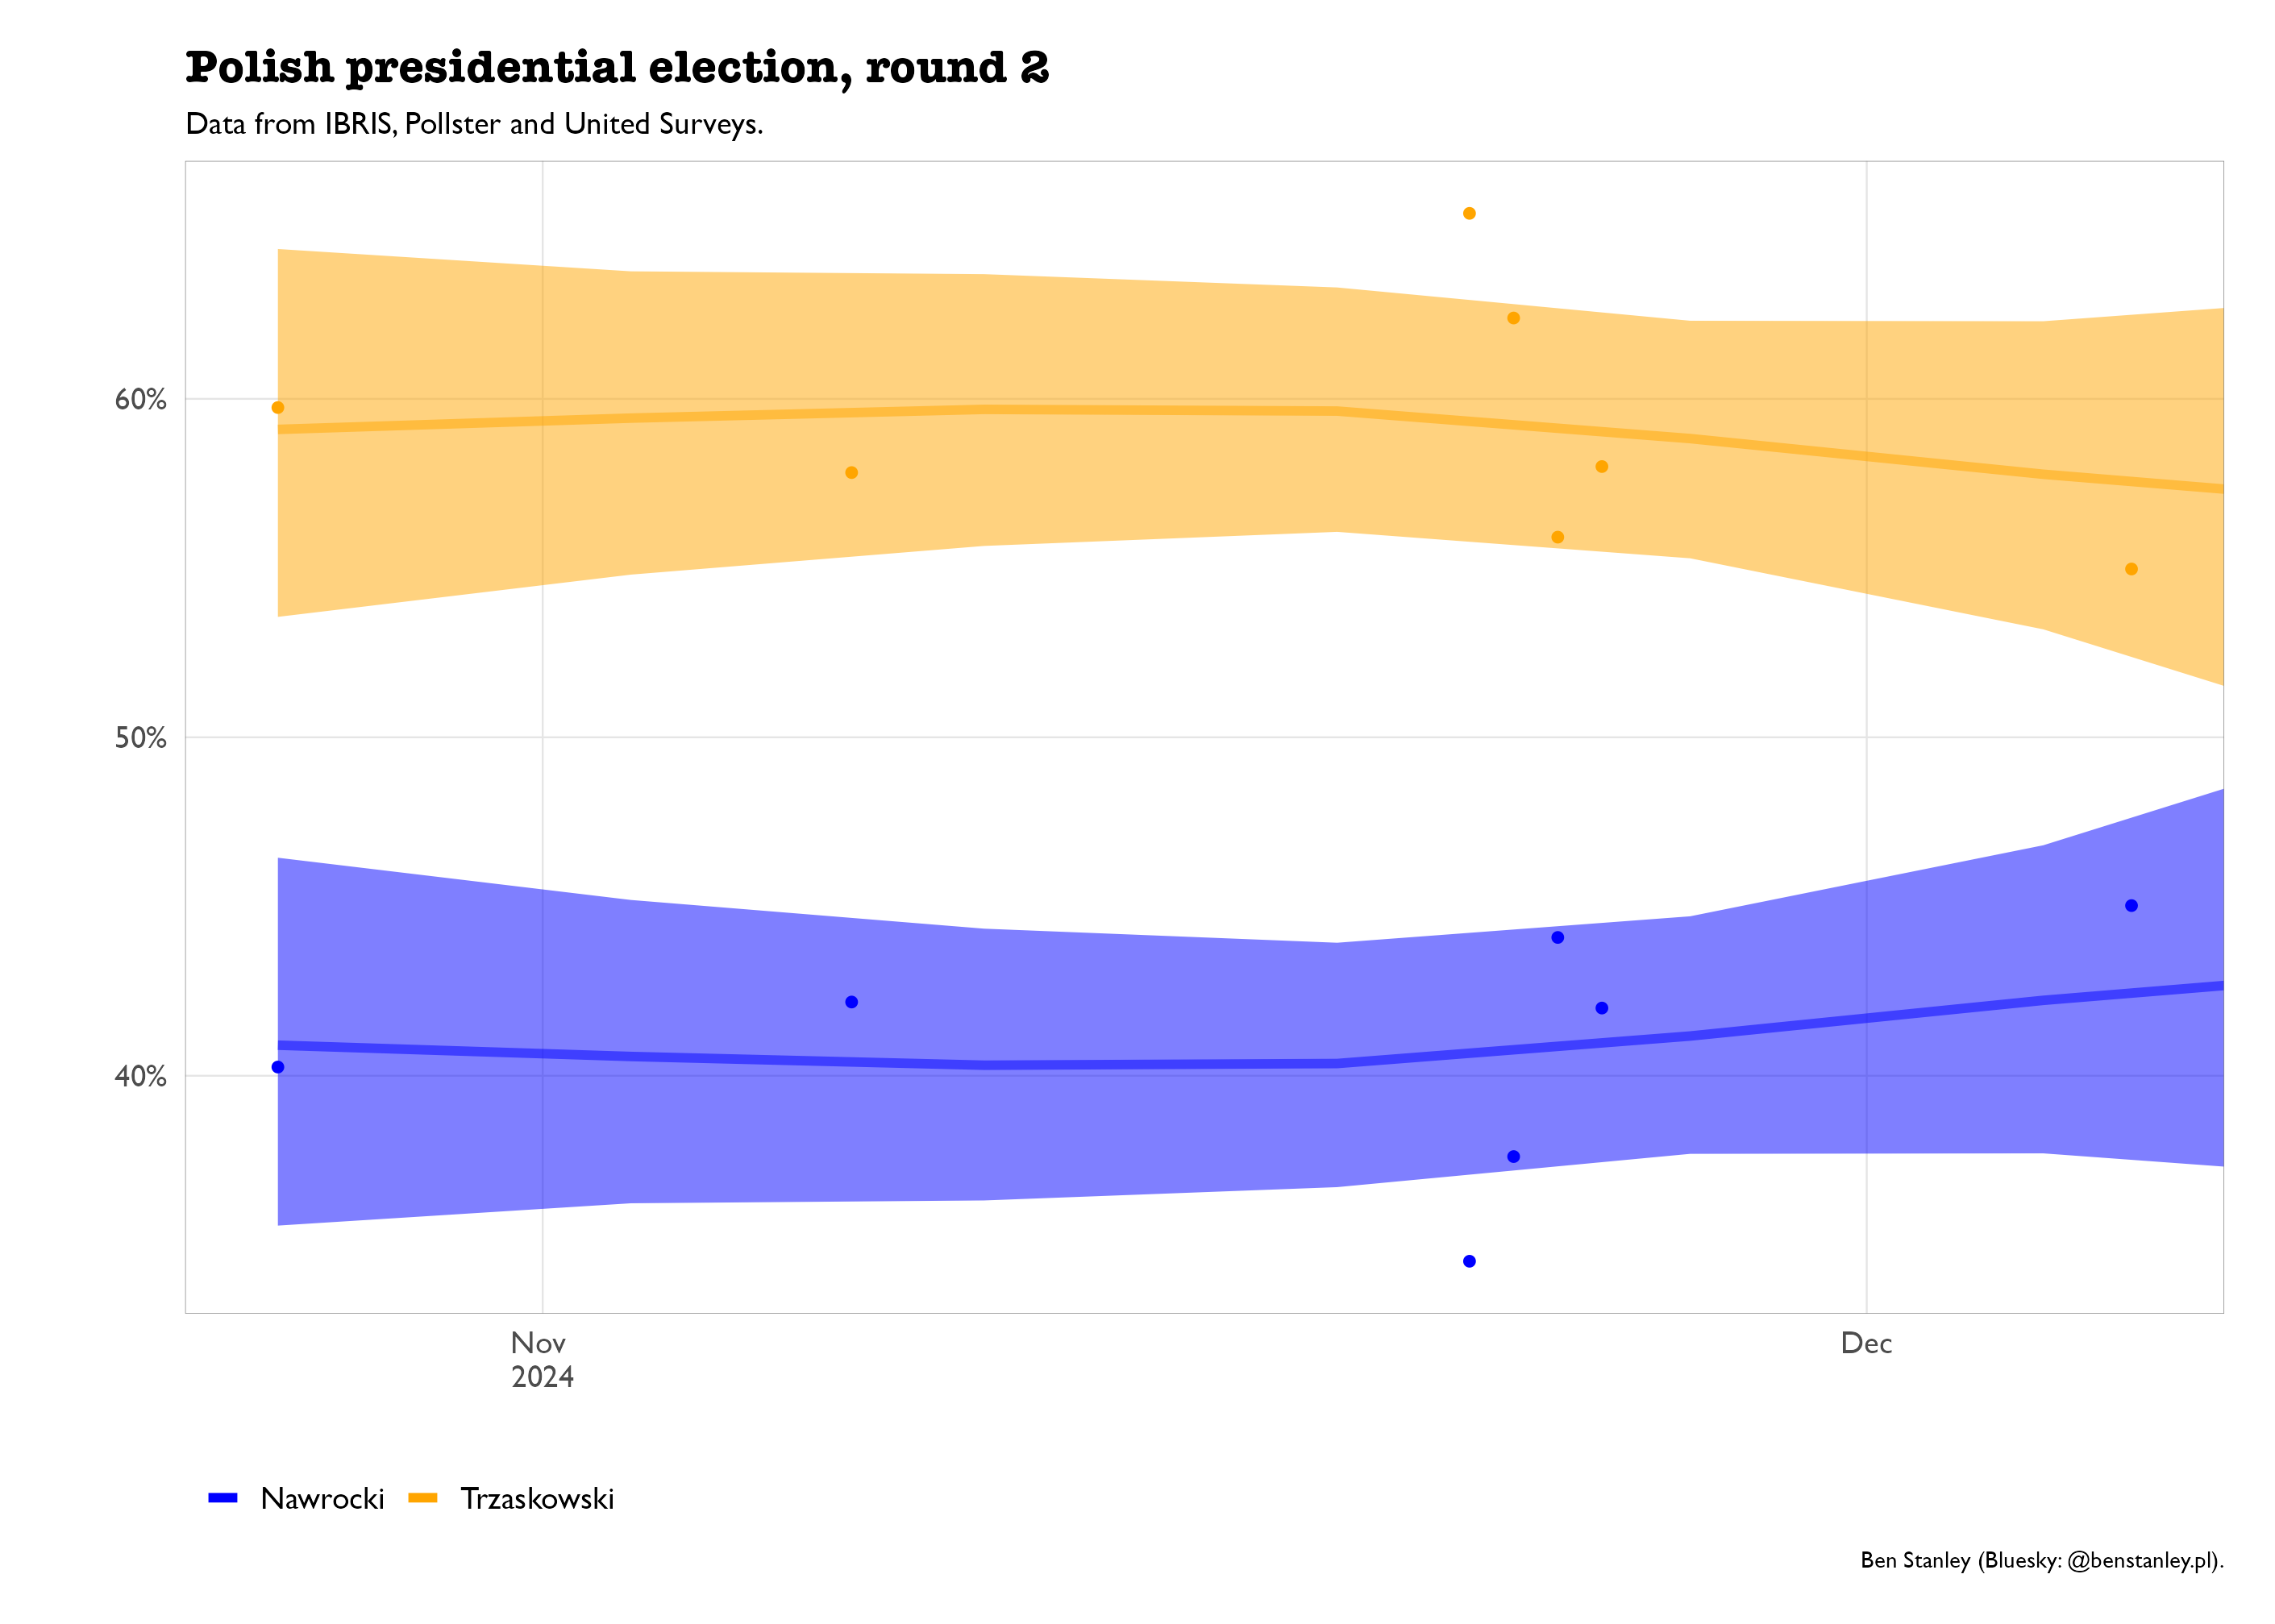 Polish presidential election, round 2
Data from IBRIS, Pollster and United Surveys.
60%
50%
40%
Nov
2024
Dec
Nawrocki
Trzaskowski
Ben Stanley (Bluesky: @benstanley.pl).